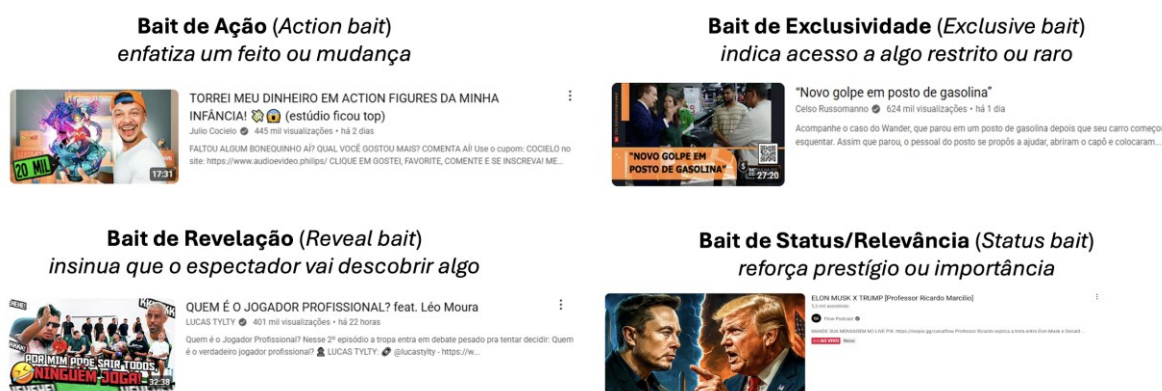 Bait de Ação (Action bait)
enfatiza um feito ou mudança
20 MIL
17:31
TORREI MEU DINHEIRO EM ACTION FIGURES DA MINHA
INFÂNCIA! 💸😱 (estúdio ficou top)
Julio Cocielo 445 mil visualizações • há 2 dias
FALTOU ALGUM BONEQUINHO AÍ? QUAL VOCÊ GOSTOU MAIS? COMENTA AÍ! Use o cupom: COCIELO no
site: https://www.audioevideo.philips/ CLIQUE EM GOSTEI, FAVORITE, COMENTE E SE INSCREVA! ME...
Bait de Exclusividade (Exclusive bait)
indica acesso a algo restrito ou raro
"NOVO GOLPE EM
POSTO DE GASOLINA"
27:20
"Novo golpe em posto de gasolina"
Celso Russomanno 624 mil visualizações • há 1 dia
Acompanhe o caso do Wander, que parou em um posto de gasolina depois que seu carro começo
esquentar. Assim que parou, o pessoal do posto se propôs a ajudar, abriram o capô e colocaram...
Bait de Revelação (Reveal bait)
insinua que o espectador vai descobrir algo
POR MIM PODE SAIR TODOS
NINGUÉM JOGA!
32:38
QUEM É O JOGADOR PROFISSIONAL? feat. Léo Moura
LUCAS TYLTY 401 mil visualizações • há 22 horas
Quem é o Jogador Profissional? Nesse 2º episódio a tropa entra em debate pesado pra tentar decidir: Quem
é o verdadeiro jogador profissional? LUCAS TYLTY: @lucastylty - https://w...
Bait de Status/Relevância (Status bait)
reforça prestígio ou importância
ELON MUSK X TRUMP [Professor Ricardo Marcílio]
Flow Podcast
AO VIVO Novo